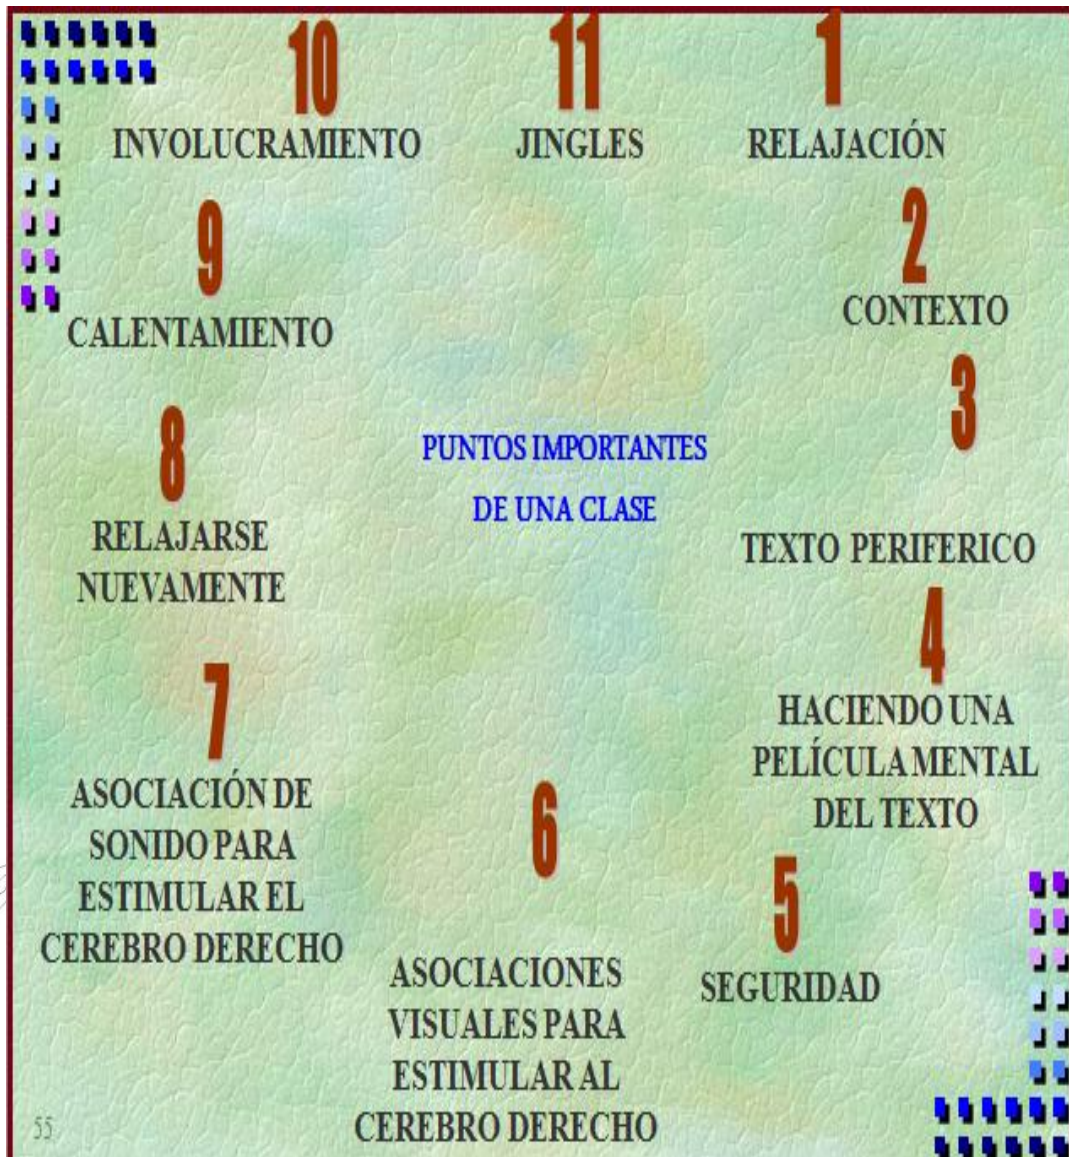 PUNTOS IMPORTANTES
DE UNA CLASE
1
RELAJACIÓN
2
CONTEXTO
3
TEXTO PERIFERICO
4
HACIENDO UNA
PELÍCULA MENTAL
DEL TEXTO
5
SEGURIDAD
6
ASOCIACIONES
VISUALES PARA
ESTIMULAR AL
CEREBRO DERECHO
7
ASOCIACIÓN DE
SONIDO PARA
ESTIMULAR EL
CEREBRO DERECHO
8
RELAJARSE
NUEVAMENTE
9
CALENTAMIENTO
10
INVOLUCRAMIENTO
11
JINGLES
55